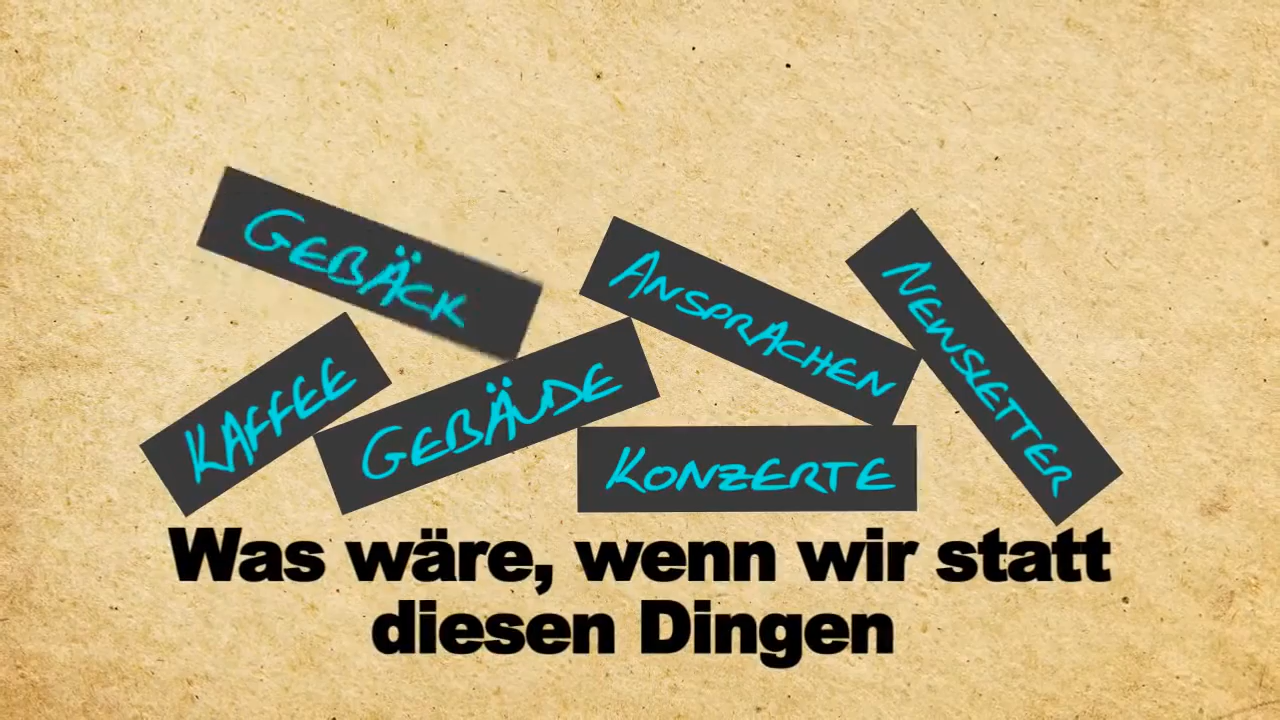 GEBÄCK
ANSPRACHEN
NEWSLETTER
KAFFEE
GEBÄUDE
KONZERTE
Was wäre, wenn wir statt
diesen Dingen